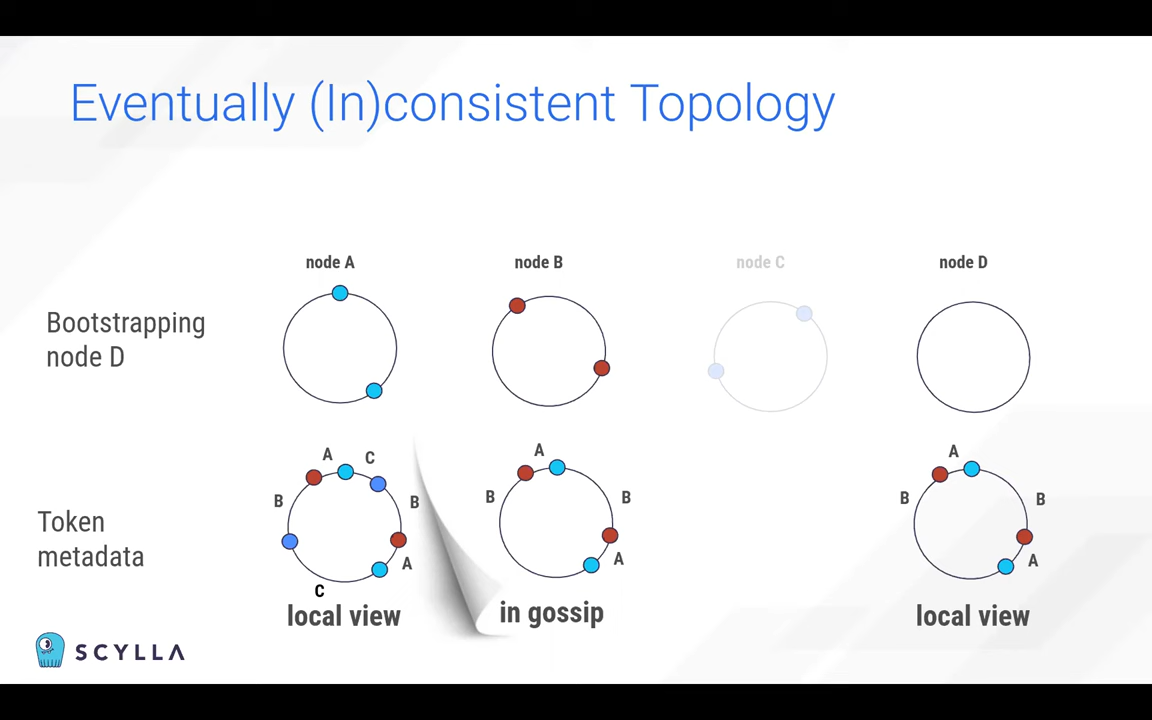 Eventually (In)consistent Topology
node A
node B
node C
node D
Bootstrapping
node D
A
C
B
B
A
C
A
B
B
A
A
B
B
A
Token
metadata
local view
in gossip
local view
SCYLLA